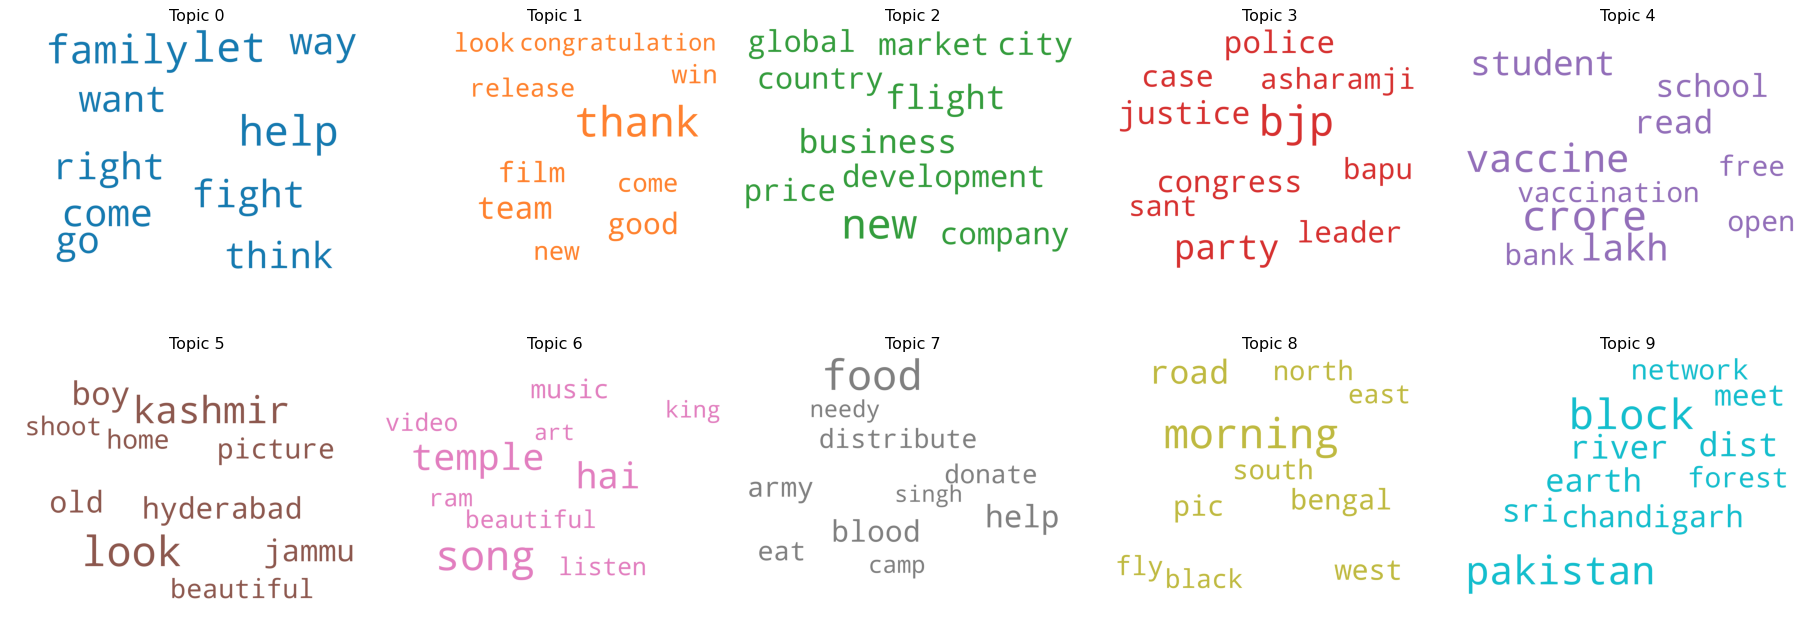 Topic 0
family let way
want
help
right
fight
come
go
think
Topic 1
look congratulation
win
release
thank
film
come
team
good
new
Topic 2
global market city
country
flight
business
development
price
new company
Topic 3
police
case asharamji
justice bjp
bapu
congress
sant
leader
party
Topic 4
student
school
read
vaccine
free
vaccination
crore
open
bank lakh
Topic 5
boy
kashmir
shoot
home
picture
old
hyderabad
look
jammu
beautiful
Topic 6
music
king
video
art
temple
hai
ram
beautiful
song
listen
Topic 7
food
needy
distribute
donate
army
singh
help
blood
eat
camp
Topic 8
road north
east
morning
south
bengal
pic
fly
black
west
Topic 9
network
meet
block
river dist
earth forest
sri chandigarh
pakistan